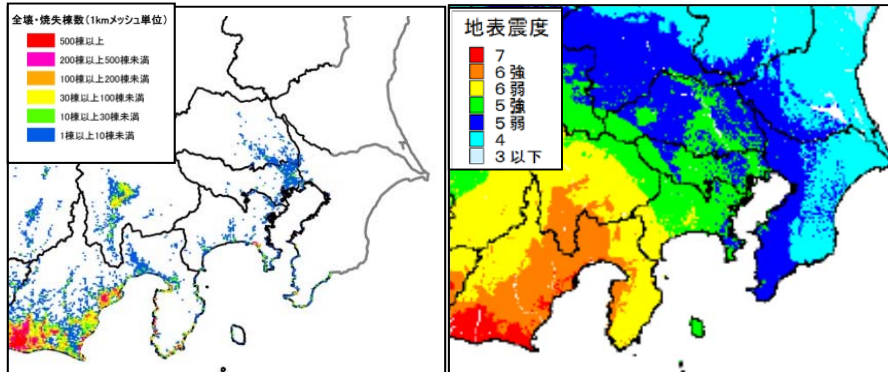 全壊・焼失棟数（1kmメッシュ単位）
500棟以上
200棟以上500棟未満
100棟以上200棟未満
30棟以上100棟未満
10棟以上30棟未満
1棟以上10棟未満
地表震度
7
6強
6弱
5強
5弱
4
3以下